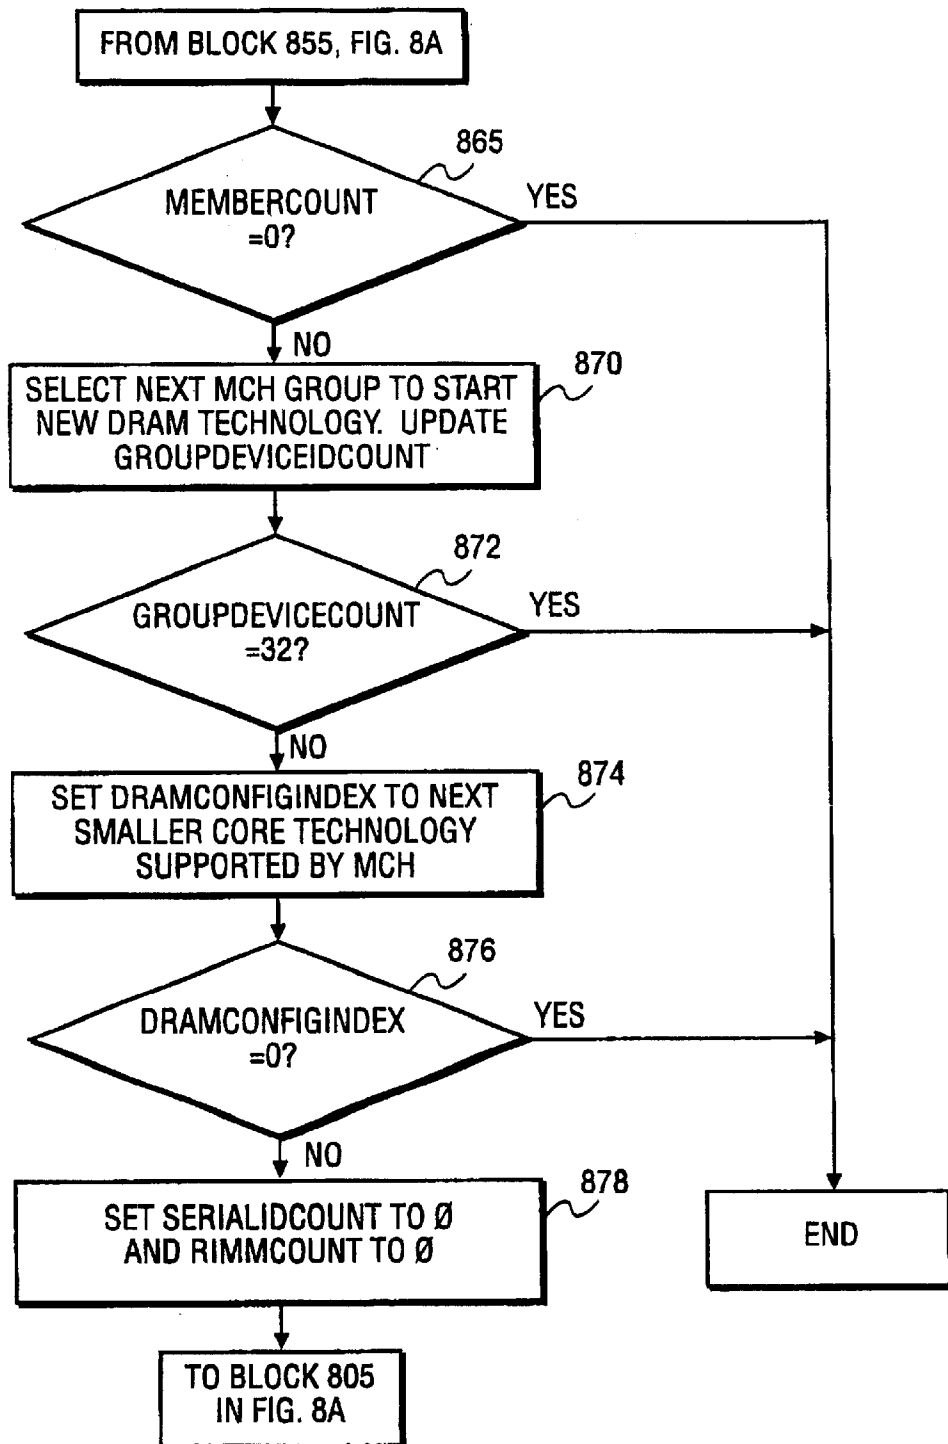 FROM BLOCK 855, FIG. 8A
865
MEMBERCOUNT
=0?
YES
NO
870
SELECT NEXT MCH GROUP TO START
NEW DRAM TECHNOLOGY. UPDATE
GROUPDEVICEIDCOUNT
872
GROUPDEVICECOUNT
=32?
YES
NO
874
SET DRAMCONFIGINDEX TO NEXT
SMALLER CORE TECHNOLOGY
SUPPORTED BY MCH
876
DRAMCONFIGINDEX
=0?
YES
NO
878
SET SERIALIDCOUNT TO Ø
AND RIMMCOUNT TO Ø
END
TO BLOCK 805
IN FIG. 8A